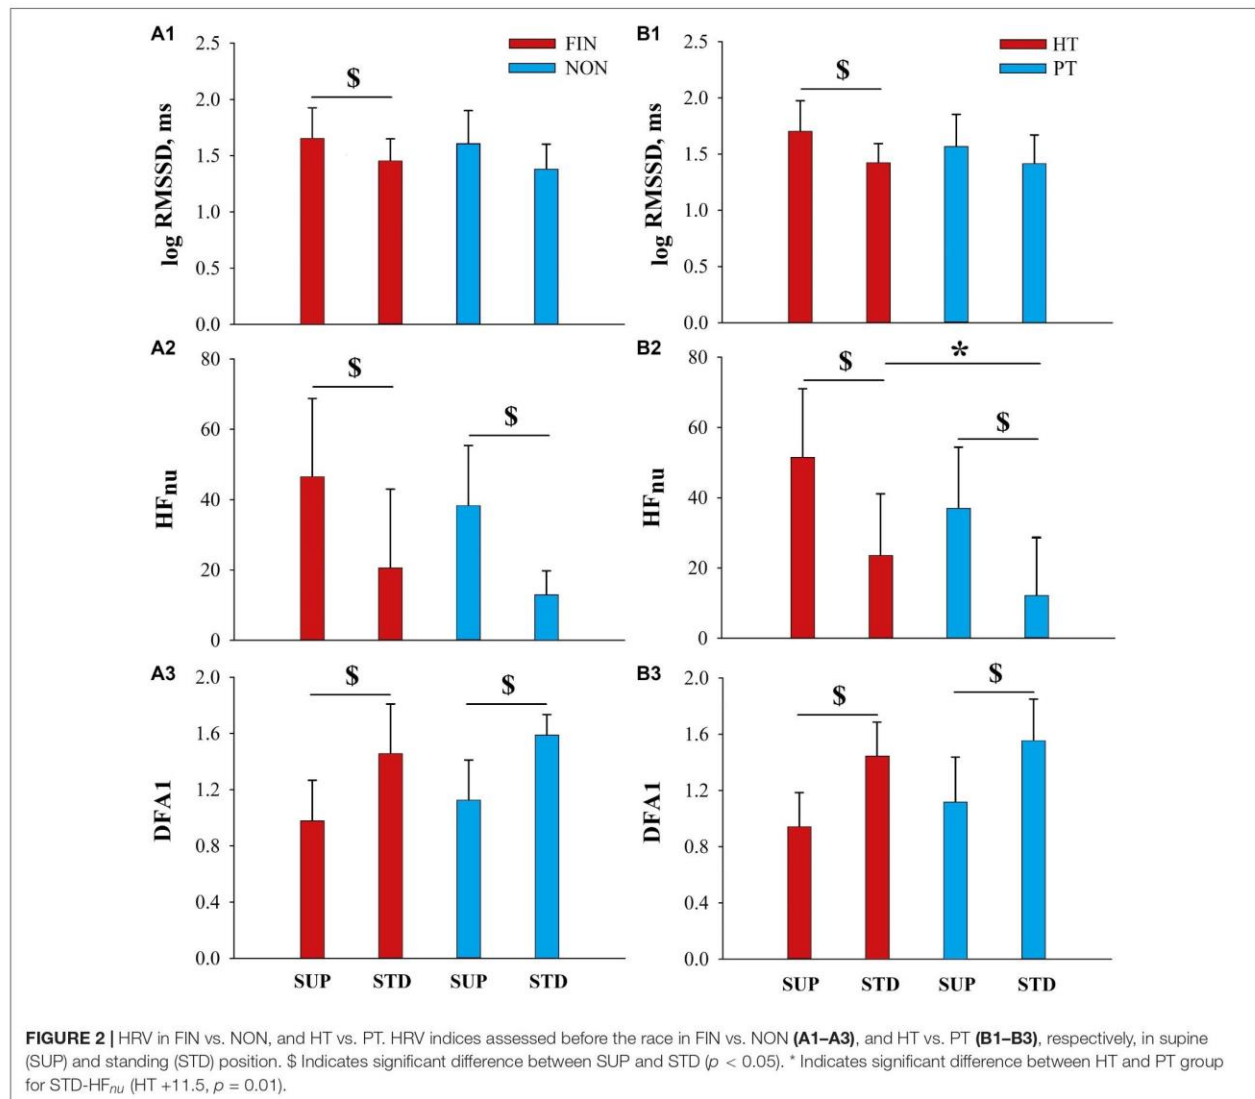 A1
FIN
NON
$
2.5
2.0
1.5
1.0
0.5
0.0
log RMSSD, ms
B1
HT
PT
$
2.5
2.0
1.5
1.0
0.5
0.0
log RMSSD, ms
A2
$
$
80
60
40
20
0
HFnu
B2
$
*
$
80
60
40
20
0
HFnu
A3
$
$
2.0
1.6
1.2
0.8
0.4
0.0
DFA1
SUP STD SUP STD
B3
$
$
2.0
1.6
1.2
0.8
0.4
0.0
DFA1
SUP STD SUP STD
FIGURE 2 | HRV in FIN vs. NON, and HT vs. PT. HRV indices assessed before the race in FIN vs. NON (A1–A3), and HT vs. PT (B1–B3), respectively, in supine
(SUP) and standing (STD) position. $ Indicates significant difference between SUP and STD (p < 0.05). * Indicates significant difference between HT and PT group
for STD-HFnu (HT +11.5, p = 0.01).